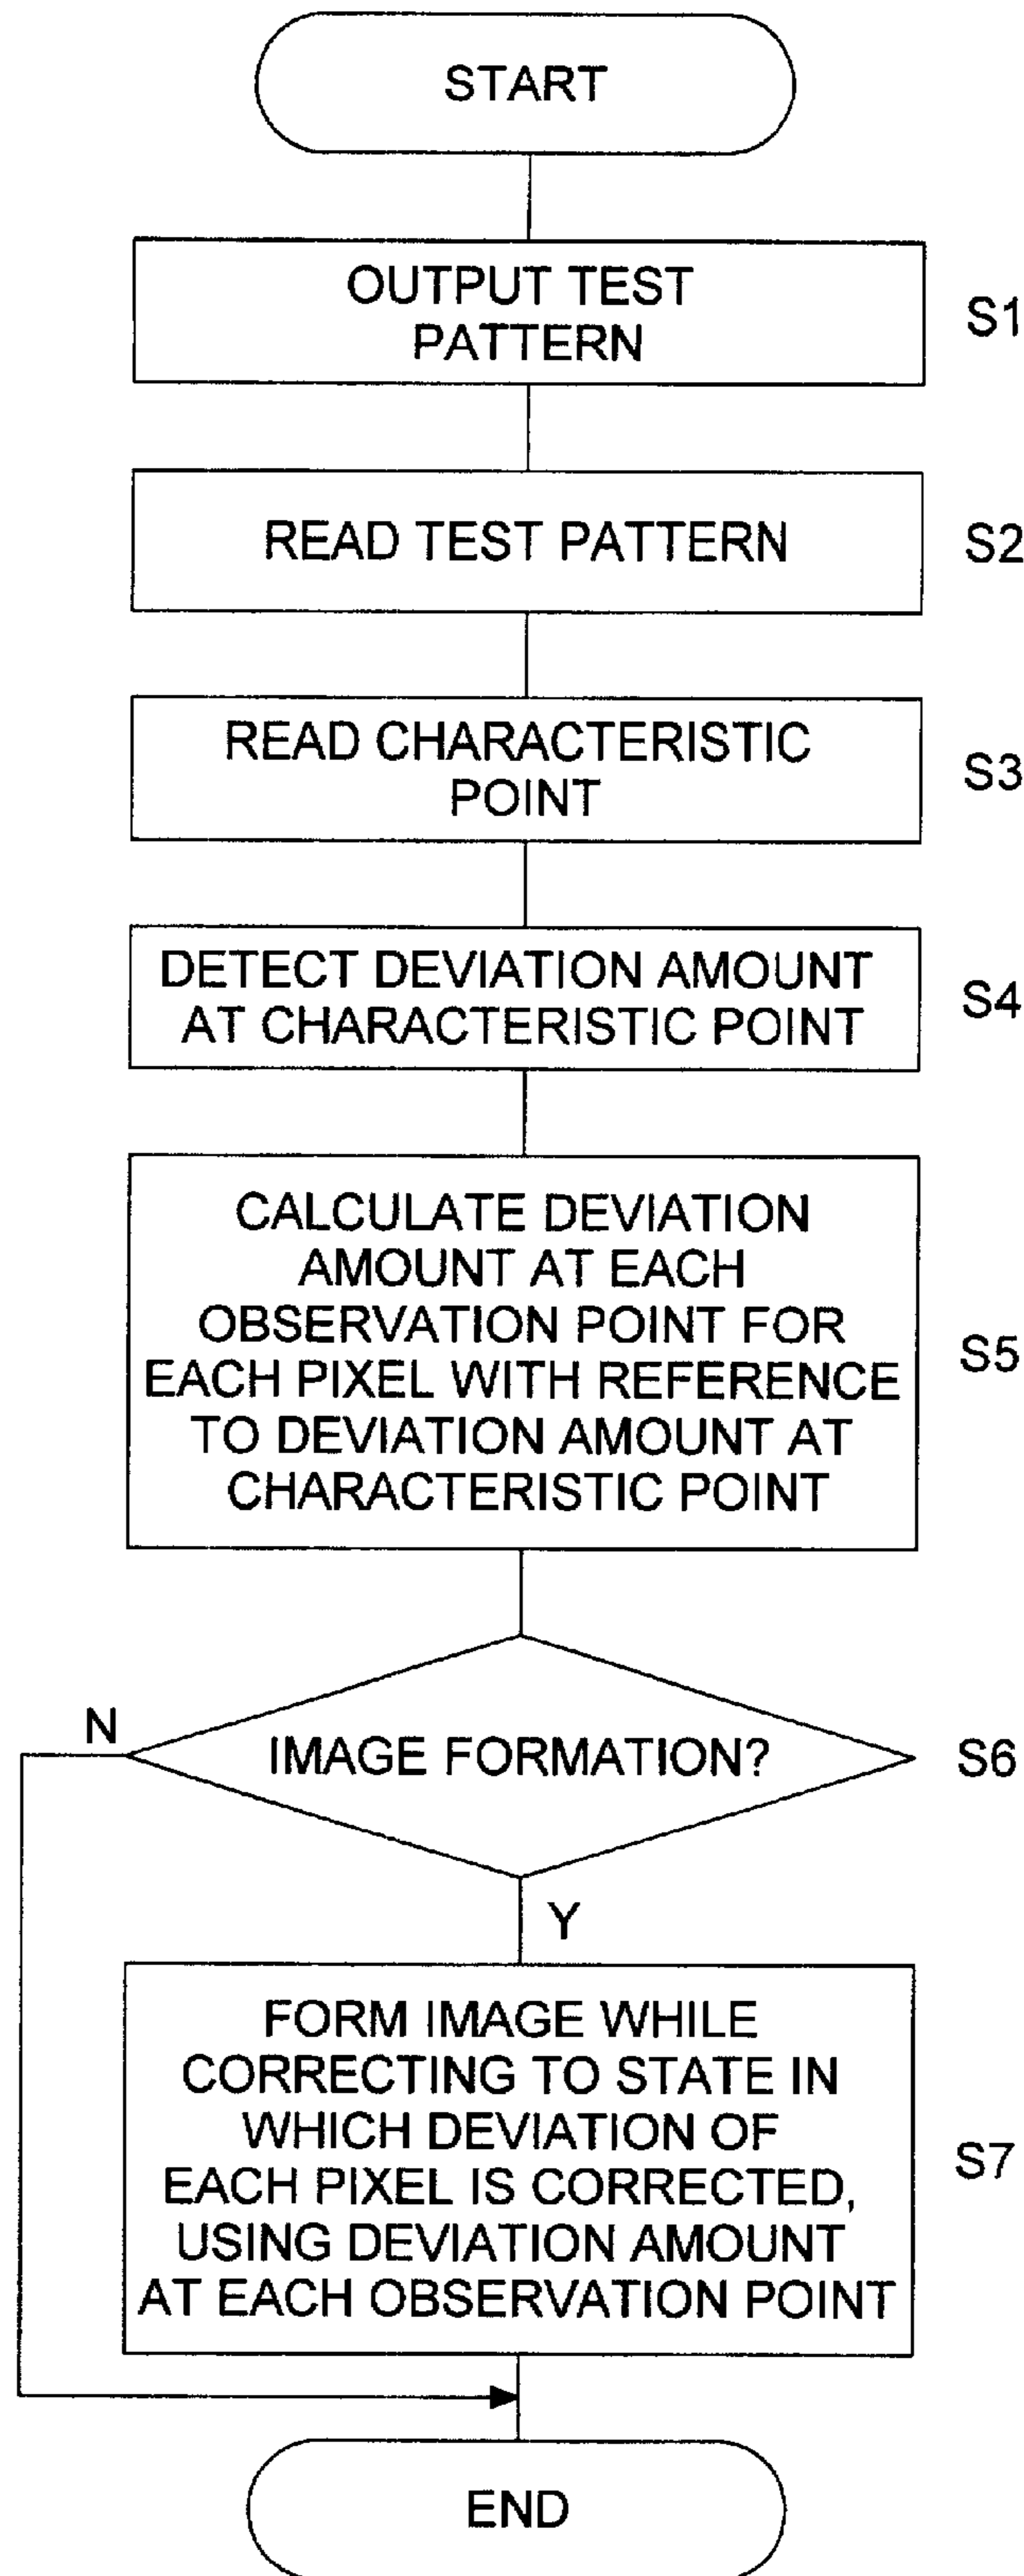 START
OUTPUT TEST
PATTERN
S1
READ TEST PATTERN
S2
READ CHARACTERISTIC
POINT
S3
DETECT DEVIATION AMOUNT
AT CHARACTERISTIC POINT
S4
CALCULATE DEVIATION
AMOUNT AT EACH
OBSERVATION POINT FOR
EACH PIXEL WITH REFERENCE
TO DEVIATION AMOUNT AT
CHARACTERISTIC POINT
S5
N
IMAGE FORMATION?
S6
Y
FORM IMAGE WHILE
CORRECTING TO STATE IN
WHICH DEVIATION OF
EACH PIXEL IS CORRECTED,
USING DEVIATION AMOUNT
AT EACH OBSERVATION POINT
S7
END